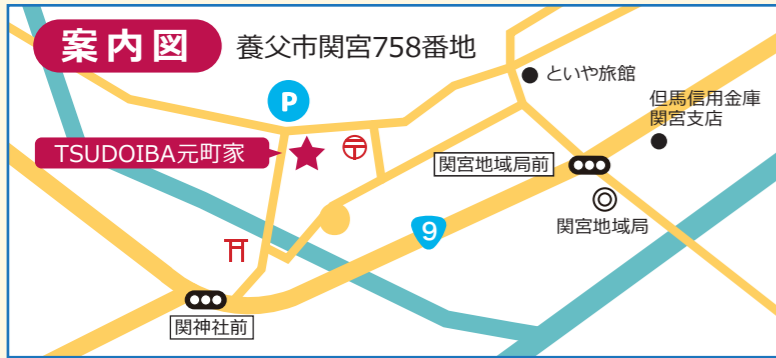 案内図
養父市関宮758番地
P
といや旅館
但馬信用金庫
関宮支店
TSUDOIBA元町家
〒
関宮地域局前
関宮地域局
9
関神社前